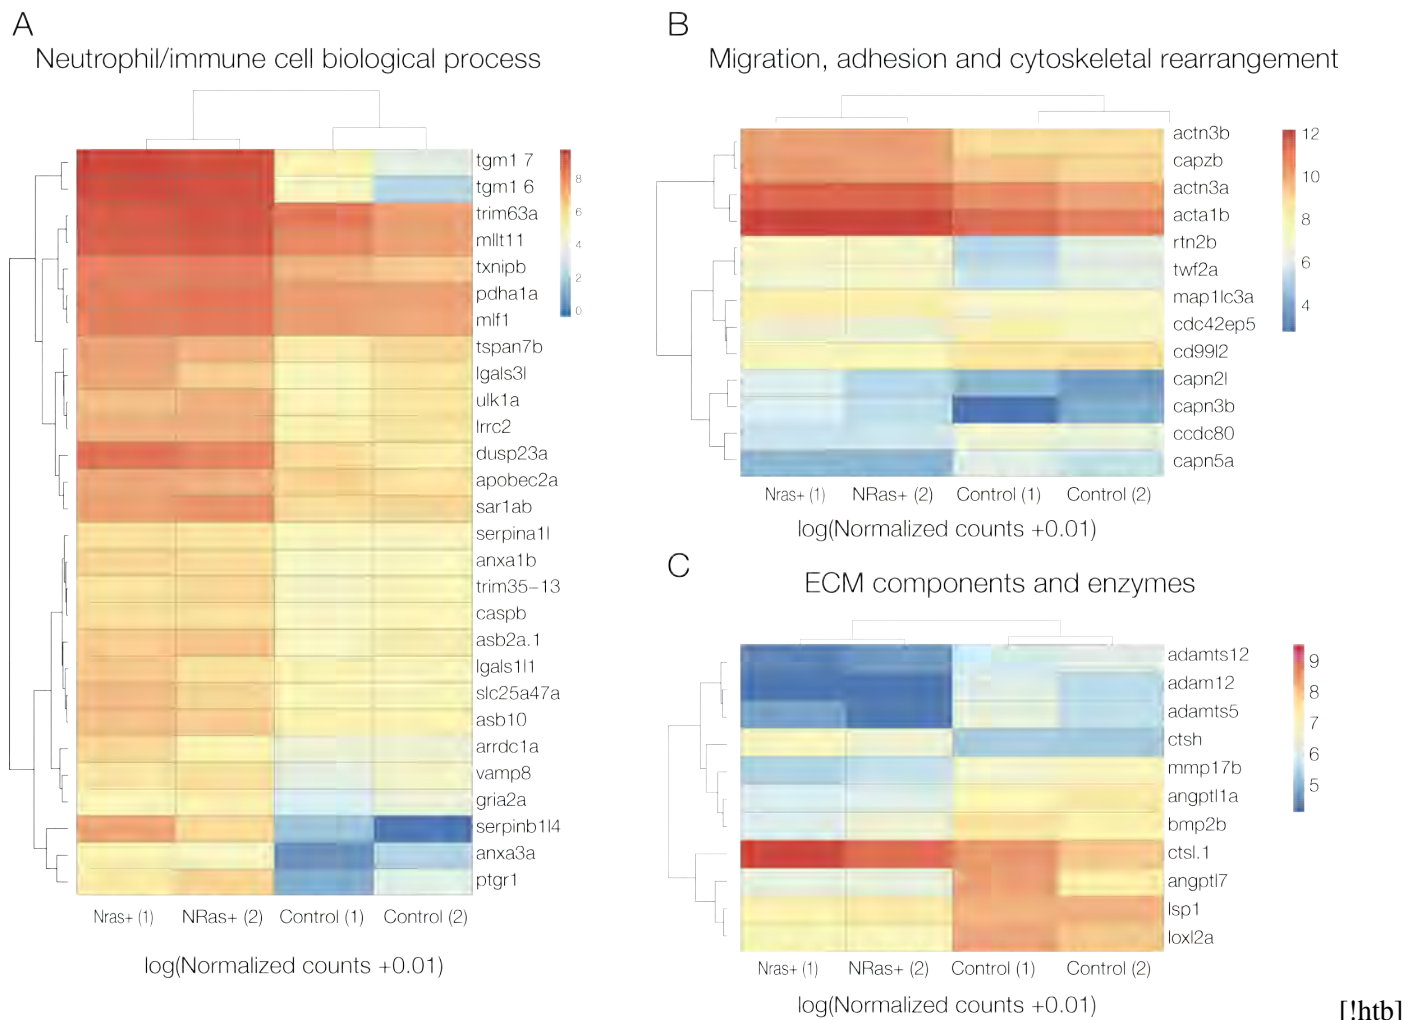 A
Neutrophil/immune cell biological process
tgm1 7
tgm1 6
trim63a
mllt11
txnipb
pdha1a
mlf1
tspan7b
lgals3l
ulk1a
lrrc2
dusp23a
apobec2a
sar1ab
serpina1l
anxa1b
trim35–13
caspb
asb2a.1
lgals1l1
slc25a47a
asb10
arrdc1a
vamp8
gria2a
serpinb1l4
anxa3a
ptgr1
8
6
4
2
0
Nras+ (1) NRas+ (2) Control (1) Control (2)
log(Normalized counts +0.01)
B
Migration, adhesion and cytoskeletal rearrangement
actn3b
capzb
actn3a
acta1b
rtn2b
twf2a
map1lc3a
cdc42ep5
cd99l2
capn2l
capn3b
ccdc80
capn5a
12
10
8
6
4
Nras+ (1) NRas+ (2) Control (1) Control (2)
log(Normalized counts +0.01)
C
ECM components and enzymes
adamts12
adam12
adamts5
ctsh
mmp17b
angptl1a
bmp2b
ctsl.1
angptl7
lsp1
loxl2a
9
8
7
6
5
Nras+ (1) NRas+ (2) Control (1) Control (2)
log(Normalized counts +0.01)
[!htb]